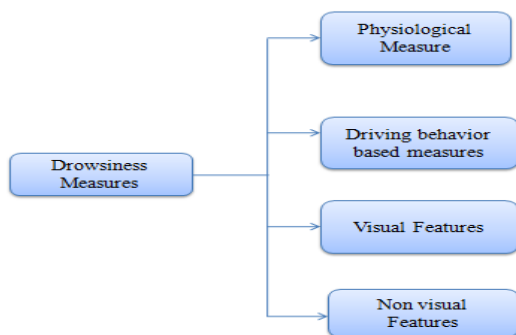 Physiological
Measure
Driving behavior
based measures
Drowsiness
Measures
Visual Features
Non visual
Features